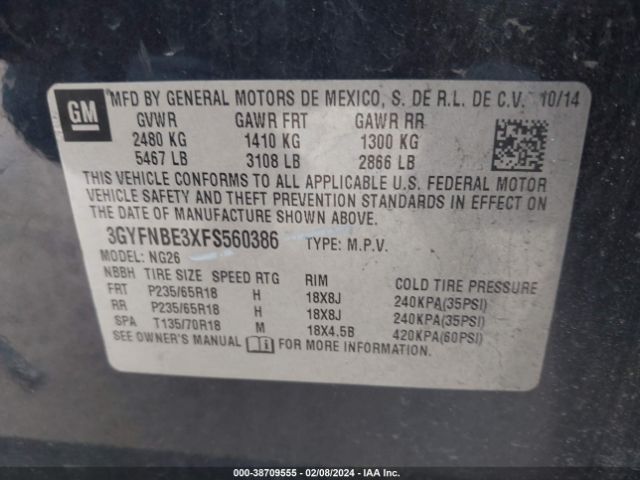 GM
MFD BY GENERAL MOTORS DE MEXICO, S. DE R.L. DE C.V. 10/14
GVWR GAWR FRT GAWR RR
2480 KG 1410 KG 1300 KG
5467 LB 3108 LB 2866 LB
THIS VEHICLE CONFORMS TO ALL APPLICABLE U.S. FEDERAL MOTOR
VEHICLE SAFETY AND THEFT PREVENTION STANDARDS IN EFFECT ON
THE DATE OF MANUFACTURE SHOWN ABOVE.
3GYFNBE3XFS560386 TYPE: M.P.V.
MODEL: NG26
NBBH TIRE SIZE SPEED RTG RIM COLD TIRE PRESSURE
FRT P235/65R18 H 18X8J 240KPA(35PSI)
RR P235/65R18 H 18X8J 240KPA(35PSI)
SPA T135/70R18 M 18X4.5B 420KPA(60PSI)
SEE OWNER'S MANUAL FOR MORE INFORMATION.
000-38709555 - 02/08/2024 - IAA Inc.